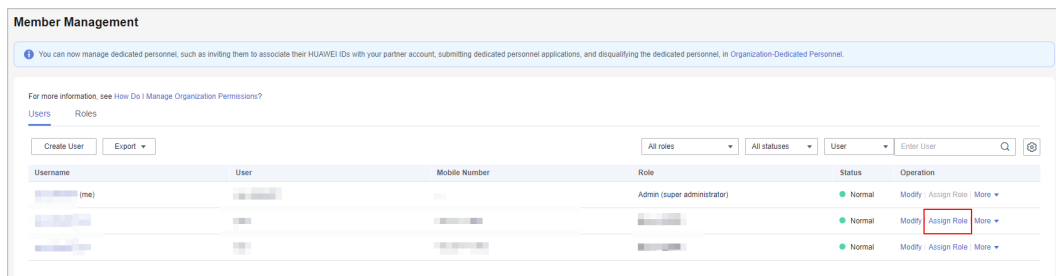 Member Management
You can now manage dedicated personnel, such as inviting them to associate their HUAWEI IDs with your partner account, submitting dedicated personnel applications, and disqualifying the dedicated personnel, in Organization-Dedicated Personnel.
For more information, see How Do I Manage Organization Permissions?
Users Roles
Create User Export All roles All statuses User Enter User
Username User Mobile Number Role Status Operation
(me) Admin (super administrator) Normal Modify Assign Role More
Normal Modify Assign Role More
Normal Modify Assign Role More